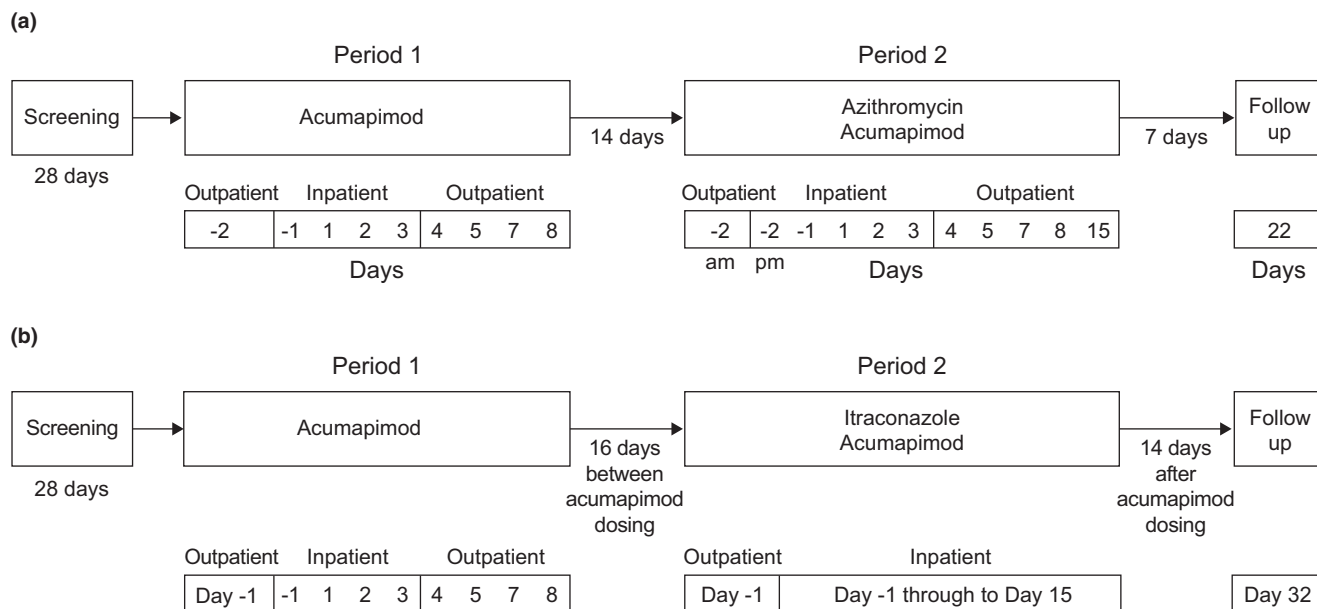 (a)
Period 1
Period 2
Screening
Acumapimod
14 days
Azithromycin
Acumapimod
7 days
Follow
up
28 days
Outpatient Inpatient Outpatient
-2 -1 1 2 3 4 5 7 8
Days
Outpatient Inpatient Outpatient
-2 -2 -1 1 2 3 4 5 7 8 15
am pm Days
22
Days
(b)
Period 1
Period 2
Screening
Acumapimod
16 days
between
acumapimod
dosing
Itraconazole
Acumapimod
14 days
after
acumapimod
dosing
Follow
up
28 days
Outpatient Inpatient Outpatient
Day -1 -1 1 2 3 4 5 7 8
Outpatient Inpatient
Day -1 Day -1 through to Day 15
Day 32